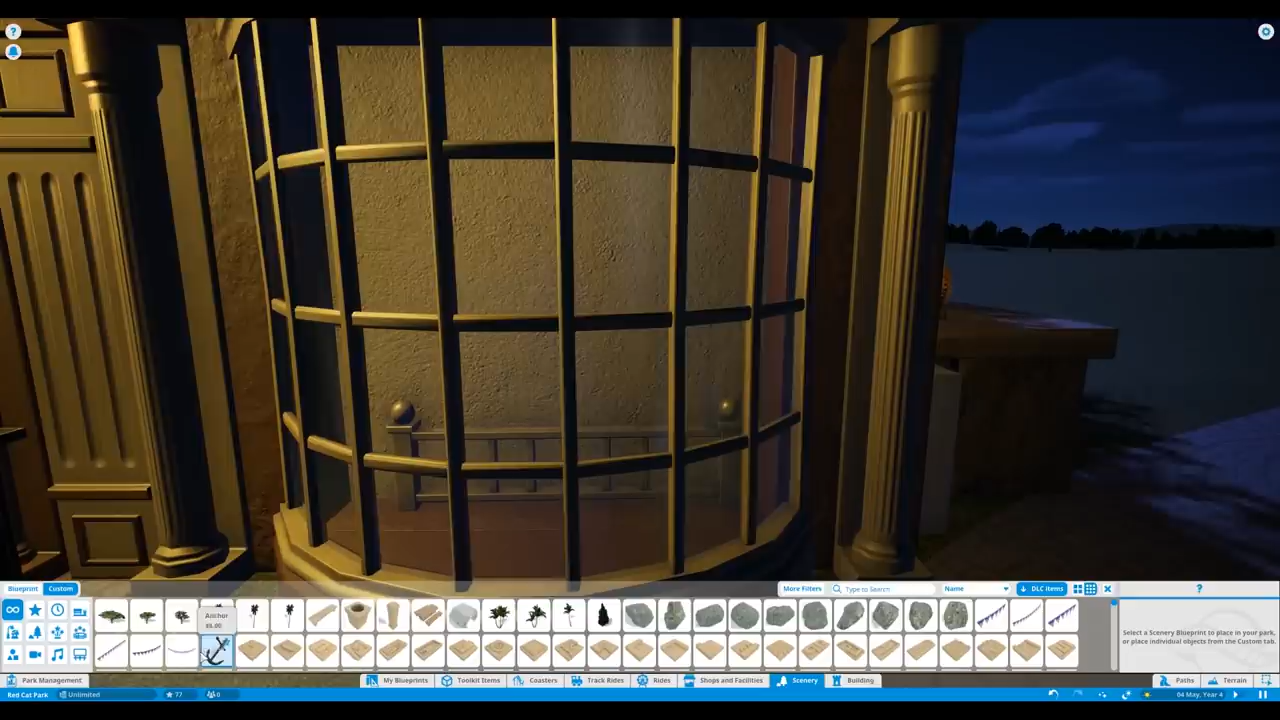 ?
Blueprint Custom
More Filters Type to Search Name DLC Items ?
Anchor
Select a Scenery Blueprint to place in your park,
or place individual objects from the Custom tab.
Park Management My Blueprints Toolkit Items Coasters Track Rides Rides Shops and Facilities Scenery Building Paths Terrain
Red Cat Park Unlimited 77 0 04 May, Year 4